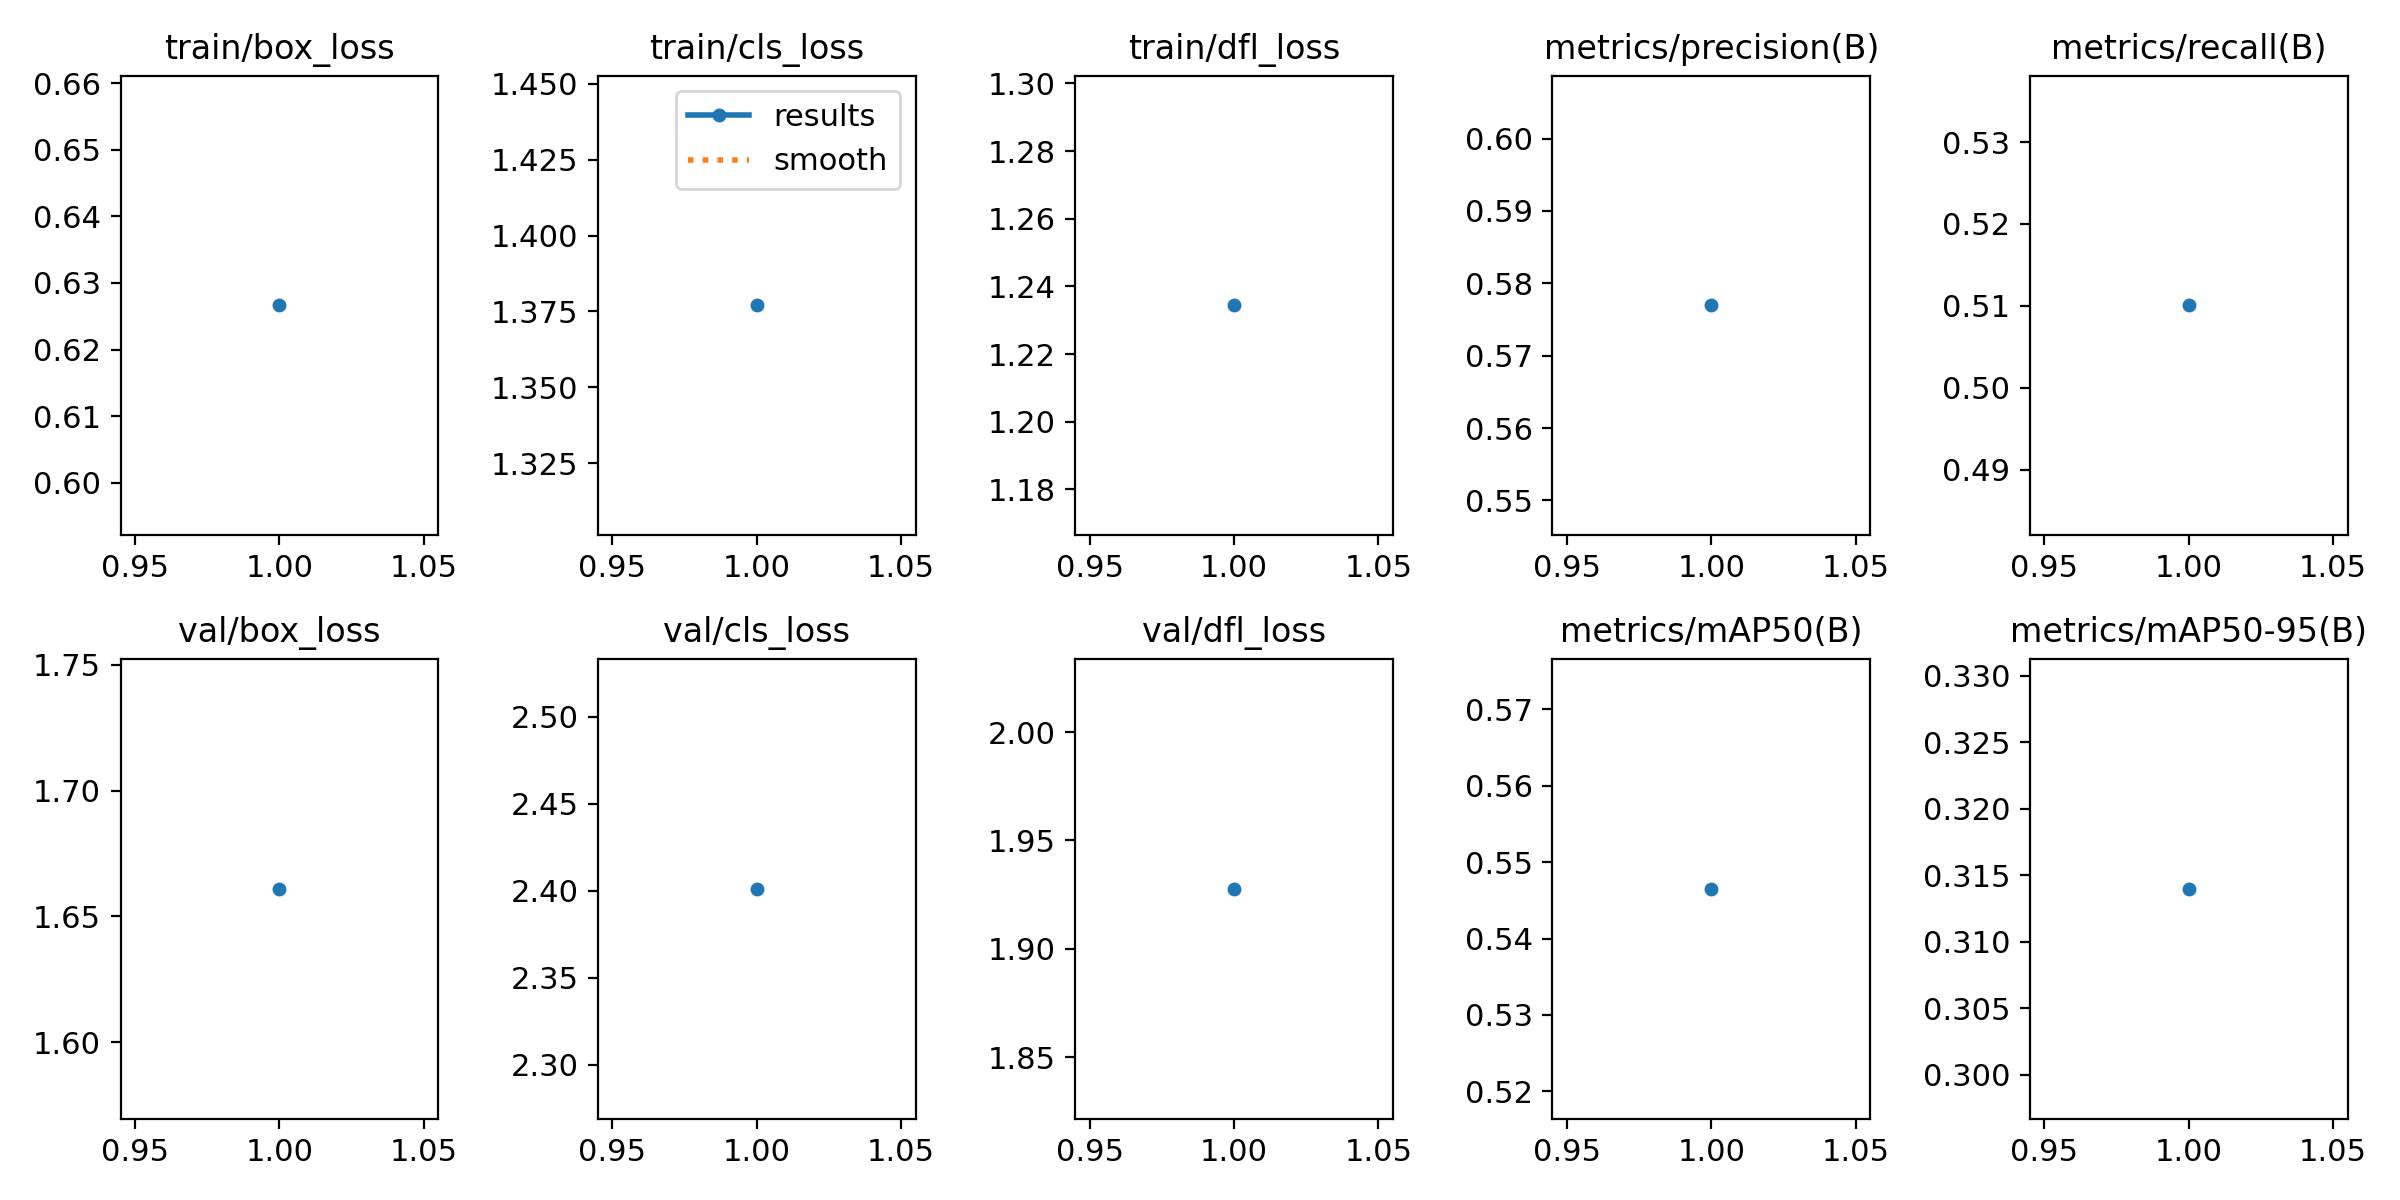 train/box_loss
0.66
0.65
0.64
0.63
0.62
0.61
0.60
0.95 1.00 1.05
train/cls_loss
results
smooth
1.450
1.425
1.400
1.375
1.350
1.325
0.95 1.00 1.05
train/dfl_loss
1.30
1.28
1.26
1.24
1.22
1.20
1.18
0.95 1.00 1.05
metrics/precision(B)
0.60
0.59
0.58
0.57
0.56
0.55
0.95 1.00 1.05
metrics/recall(B)
0.53
0.52
0.51
0.50
0.49
0.95 1.00 1.05
val/box_loss
1.75
1.70
1.65
1.60
0.95 1.00 1.05
val/cls_loss
2.50
2.45
2.40
2.35
2.30
0.95 1.00 1.05
val/dfl_loss
2.00
1.95
1.90
1.85
0.95 1.00 1.05
metrics/mAP50(B)
0.57
0.56
0.55
0.54
0.53
0.52
0.95 1.00 1.05
metrics/mAP50-95(B)
0.330
0.325
0.320
0.315
0.310
0.305
0.300
0.95 1.00 1.05